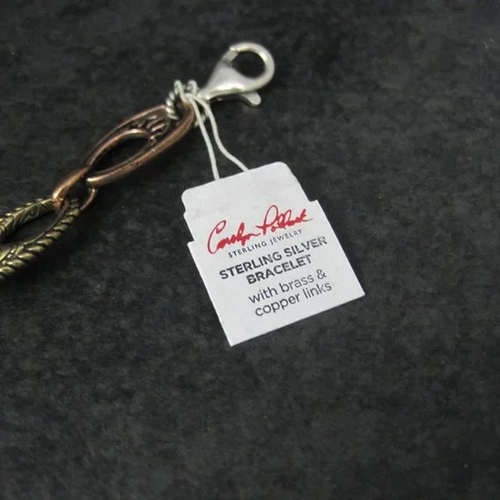 Carolyn Pollack
STERLING JEWELRY
STERLING SILVER
BRACELET
with brass &
copper links